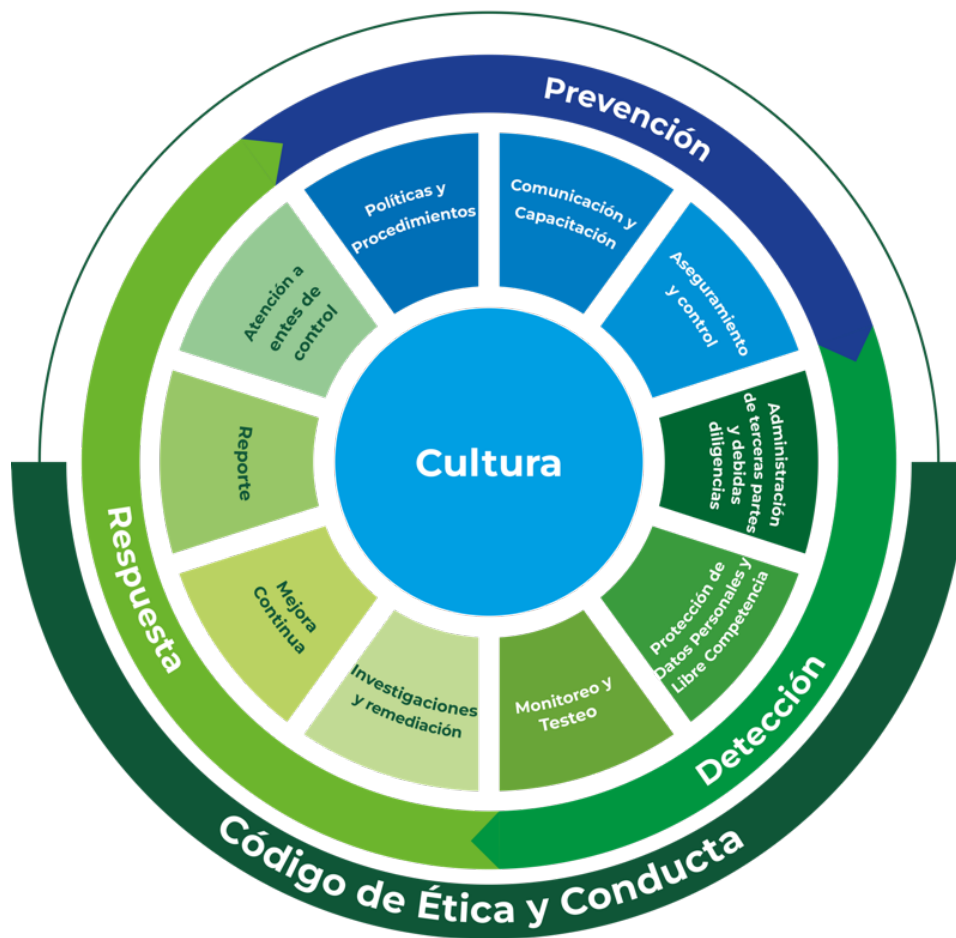 Prevención
Políticas y
Procedimientos
Comunicación y
Capacitación
Aseguramiento
y control
Administración
de terceras partes
y debidas
diligencias
Protección de
Datos Personales y
Libre Competencia
Detección
Monitoreo y
Testeo
Investigaciones
y remediación
Mejora
Continua
Reporte
Atención a
entes de
control
Respuesta
Cultura
Código de Ética y Conducta